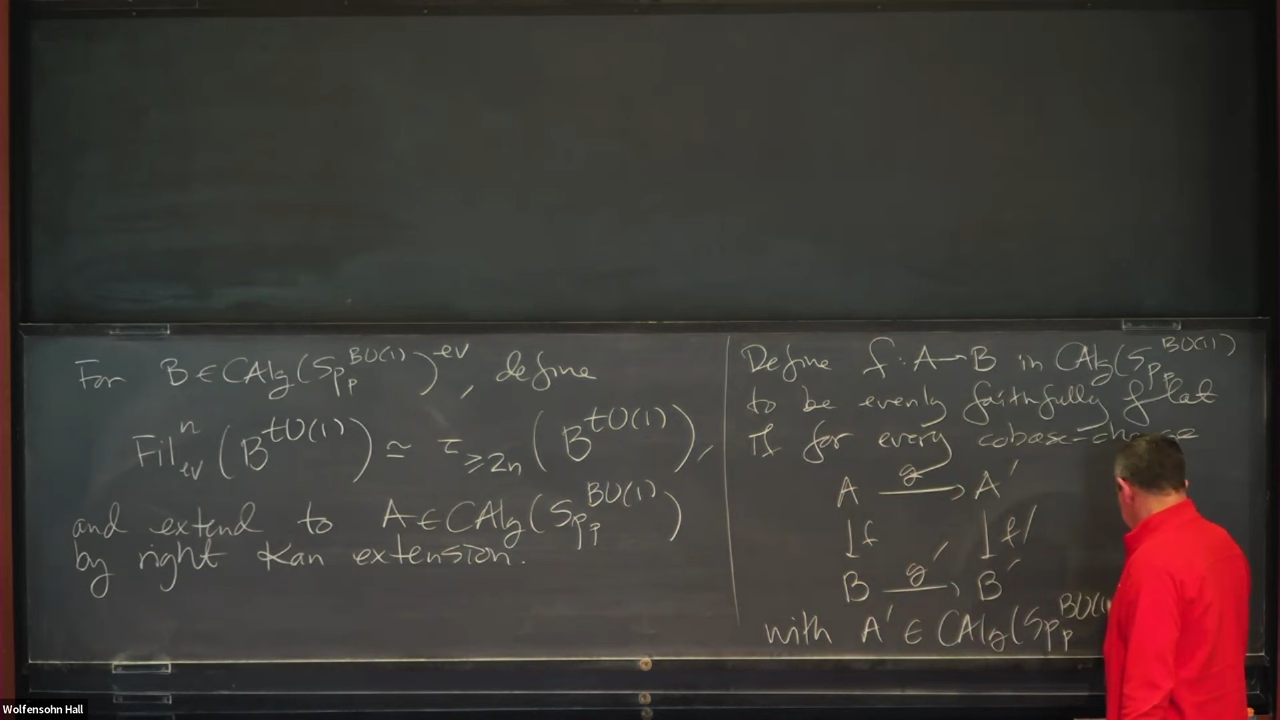 For B ∈ CAlg(Sp_p^{BU(1)})^{ev}, define
Fil^n_{ev}(B^{tU(1)}) ≃ τ_{≥2n}(B^{tU(1)}),
and extend to A ∈ CAlg(Sp_p^{BU(1)})
by right Kan extension.
Define f: A → B in CAlg(Sp_p^{BU(1)})
to be evenly faithfully flat
if for every cobase-change
A —g→ A'
↓f ↓f'
B —g'→ B'
with A' ∈ CAlg(Sp_p^{BU(1)
Wolfensohn Hall